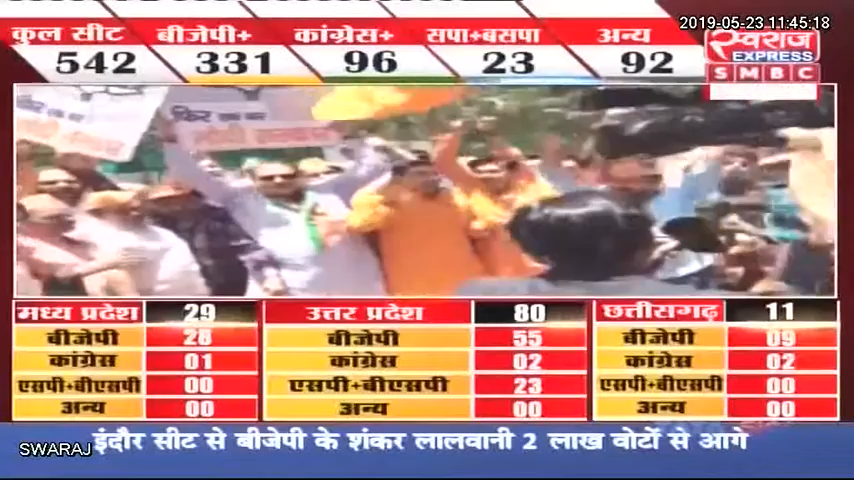 2019-05-23 11:45:18
कुल सीट बीजेपी+ कांग्रेस+ सपा+बसपा अन्य
542 331 96 23 92
स्वराज
EXPRESS
SMBC
फिर
मध्य प्रदेश 29
बीजेपी 28
कांग्रेस 01
एसपी+बीएसपी 00
अन्य 00
उत्तर प्रदेश 80
बीजेपी 55
कांग्रेस 02
एसपी+बीएसपी 23
अन्य 00
छत्तीसगढ़ 11
बीजेपी 09
कांग्रेस 02
एसपी+बीएसपी 00
अन्य 00
SWARAJ
इंदौर सीट से बीजेपी के शंकर लालवानी 2 लाख वोटों से आगे